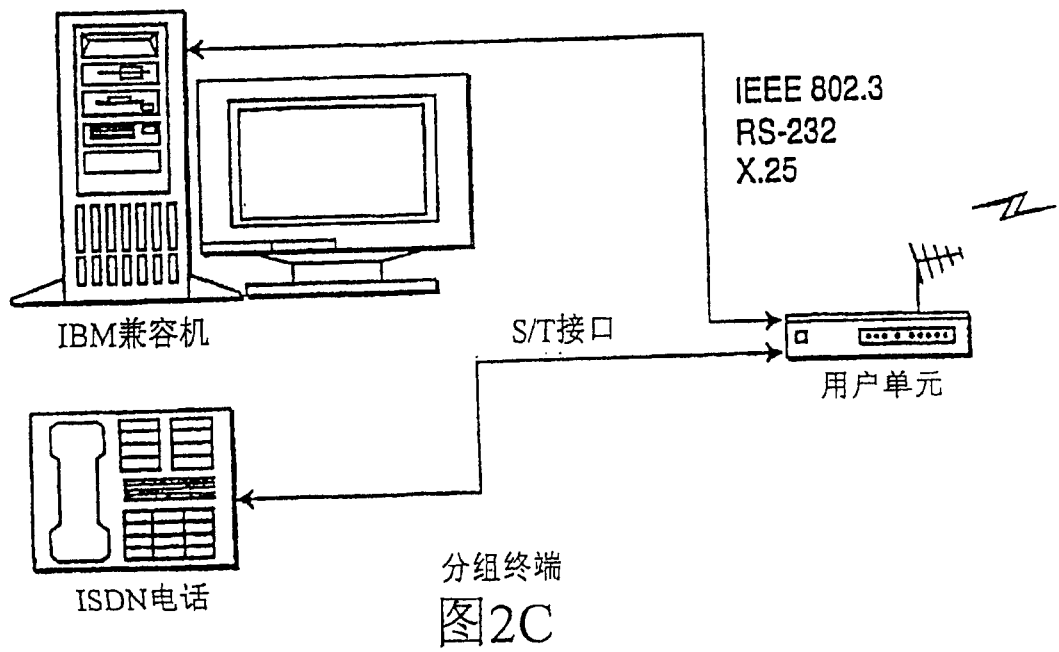 IEEE 802.3
RS-232
X.25
IBM兼容机
S/T接口
用户单元
ISDN电话
分组终端
图2C